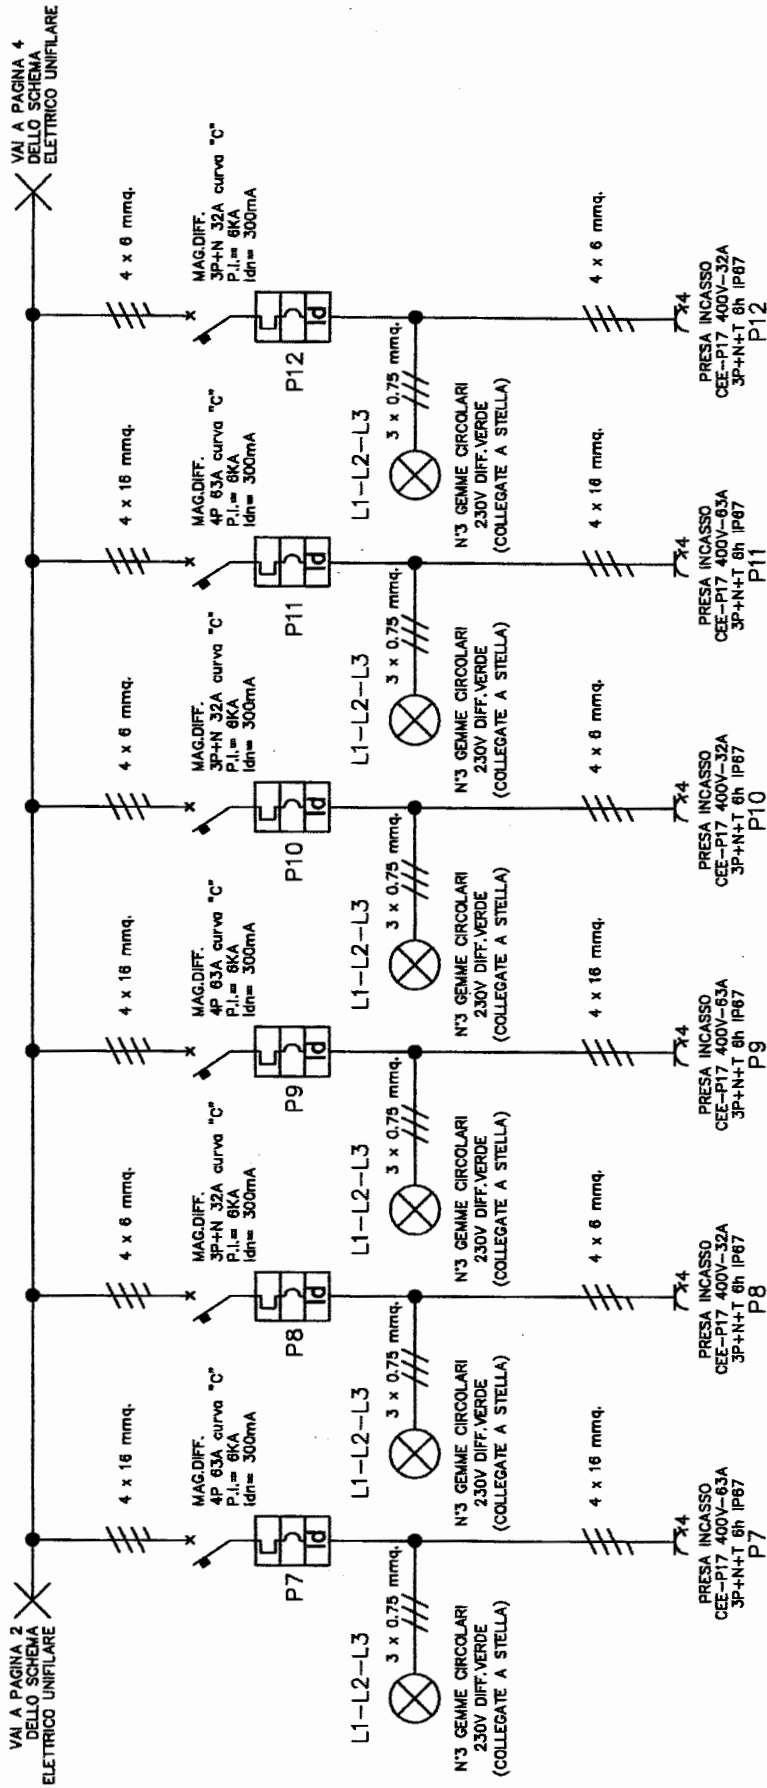 VAI A PAGINA 2
DELLO SCHEMA
ELETTRICO UNIFILARE
VAI A PAGINA 4
DELLO SCHEMA
ELETTRICO UNIFILARE
4 x 16 mmq.
MAG.DIFF.
4P 63A curva "C"
P.I.= 6KA
Idn= 300mA
Id
P7
L1-L2-L3
3 x 0.75 mmq.
N°3 GEMME CIRCOLARI
230V DIFF.VERDE
(COLLEGATE A STELLA)
4 x 16 mmq.
4
PRESA INCASSO
CEE-P17 400V-63A
3P+N+T 6h IP67
P7
4 x 6 mmq.
MAG.DIFF.
3P+N 32A curva "C"
P.I.= 6KA
Idn= 300mA
Id
P8
L1-L2-L3
3 x 0.75 mmq.
N°3 GEMME CIRCOLARI
230V DIFF.VERDE
(COLLEGATE A STELLA)
4 x 6 mmq.
4
PRESA INCASSO
CEE-P17 400V-32A
3P+N+T 6h IP67
P8
4 x 16 mmq.
MAG.DIFF.
4P 63A curva "C"
P.I.= 6KA
Idn= 300mA
Id
P9
L1-L2-L3
3 x 0.75 mmq.
N°3 GEMME CIRCOLARI
230V DIFF.VERDE
(COLLEGATE A STELLA)
4 x 16 mmq.
4
PRESA INCASSO
CEE-P17 400V-63A
3P+N+T 6h IP67
P9
4 x 6 mmq.
MAG.DIFF.
3P+N 32A curva "C"
P.I.= 6KA
Idn= 300mA
Id
P10
L1-L2-L3
3 x 0.75 mmq.
N°3 GEMME CIRCOLARI
230V DIFF.VERDE
(COLLEGATE A STELLA)
4 x 6 mmq.
4
PRESA INCASSO
CEE-P17 400V-32A
3P+N+T 6h IP67
P10
4 x 16 mmq.
MAG.DIFF.
4P 63A curva "C"
P.I.= 6KA
Idn= 300mA
Id
P11
L1-L2-L3
3 x 0.75 mmq.
N°3 GEMME CIRCOLARI
230V DIFF.VERDE
(COLLEGATE A STELLA)
4 x 16 mmq.
4
PRESA INCASSO
CEE-P17 400V-63A
3P+N+T 6h IP67
P11
4 x 6 mmq.
MAG.DIFF.
3P+N 32A curva "C"
P.I.= 6KA
Idn= 300mA
Id
P12
L1-L2-L3
3 x 0.75 mmq.
N°3 GEMME CIRCOLARI
230V DIFF.VERDE
(COLLEGATE A STELLA)
4 x 6 mmq.
4
PRESA INCASSO
CEE-P17 400V-32A
3P+N+T 6h IP67
P12